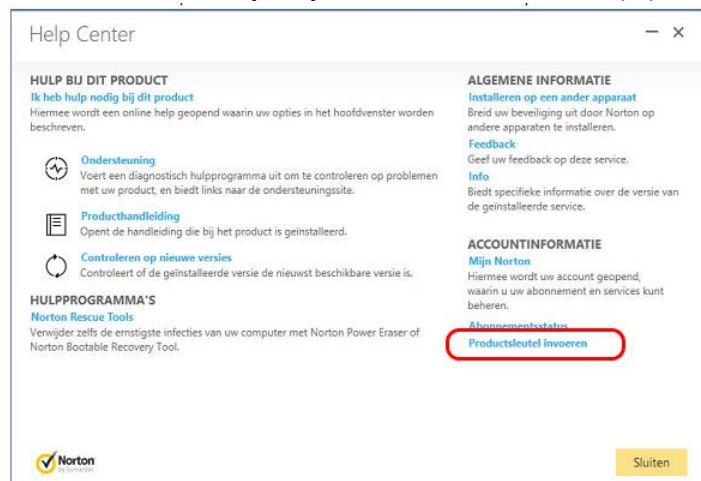 Help Center
HULP BIJ DIT PRODUCT
Ik heb hulp nodig bij dit product
Hiermee wordt een online help geopend waarin uw opties in het hoofdvenster worden
beschreven.
Ondersteuning
Voert een diagnostisch hulpprogramma uit om te controleren op problemen
met uw product, en biedt links naar de ondersteuningssite.
Producthandleiding
Opent de handleiding die bij het product is geïnstalleerd.
Controleren op nieuwe versies
Controleert of de geïnstalleerde versie de nieuwst beschikbare versie is.
HULPPROGRAMMA'S
Norton Rescue Tools
Verwijder zelfs de ernstigste infecties van uw computer met Norton Power Eraser of
Norton Bootable Recovery Tool.
ALGEMENE INFORMATIE
Installeren op een ander apparaat
Breid uw beveiliging uit door Norton op
andere apparaten te installeren.
Feedback
Geef uw feedback op deze service.
Info
Biedt specifieke informatie over de versie van
de geïnstalleerde service.
ACCOUNTINFORMATIE
Mijn Norton
Hiermee wordt uw account geopend,
waarin u uw abonnement en services kunt
beheren.
Abonnementsstatus
Productsleutel invoeren
Norton
by Symantec
Sluiten